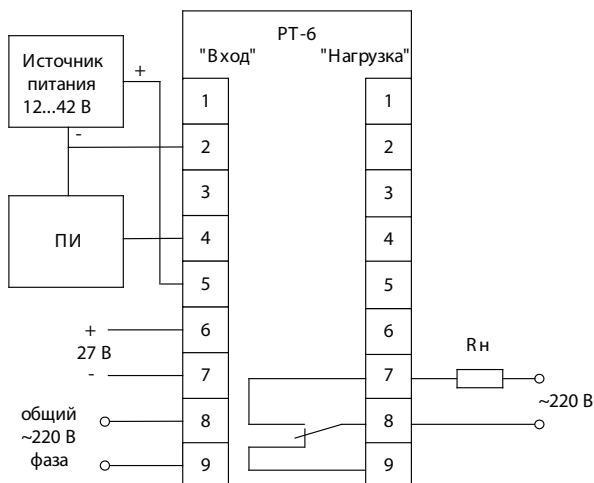 РТ-6
"Вход" "Нагрузка"
Источник
питания
12...42 В
+
-
ПИ
1
2
3
4
5
6
7
8
9
1
2
3
4
5
6
7
8
9
+
27 В
-
общий
~220 В
фаза
Rн
~220 В